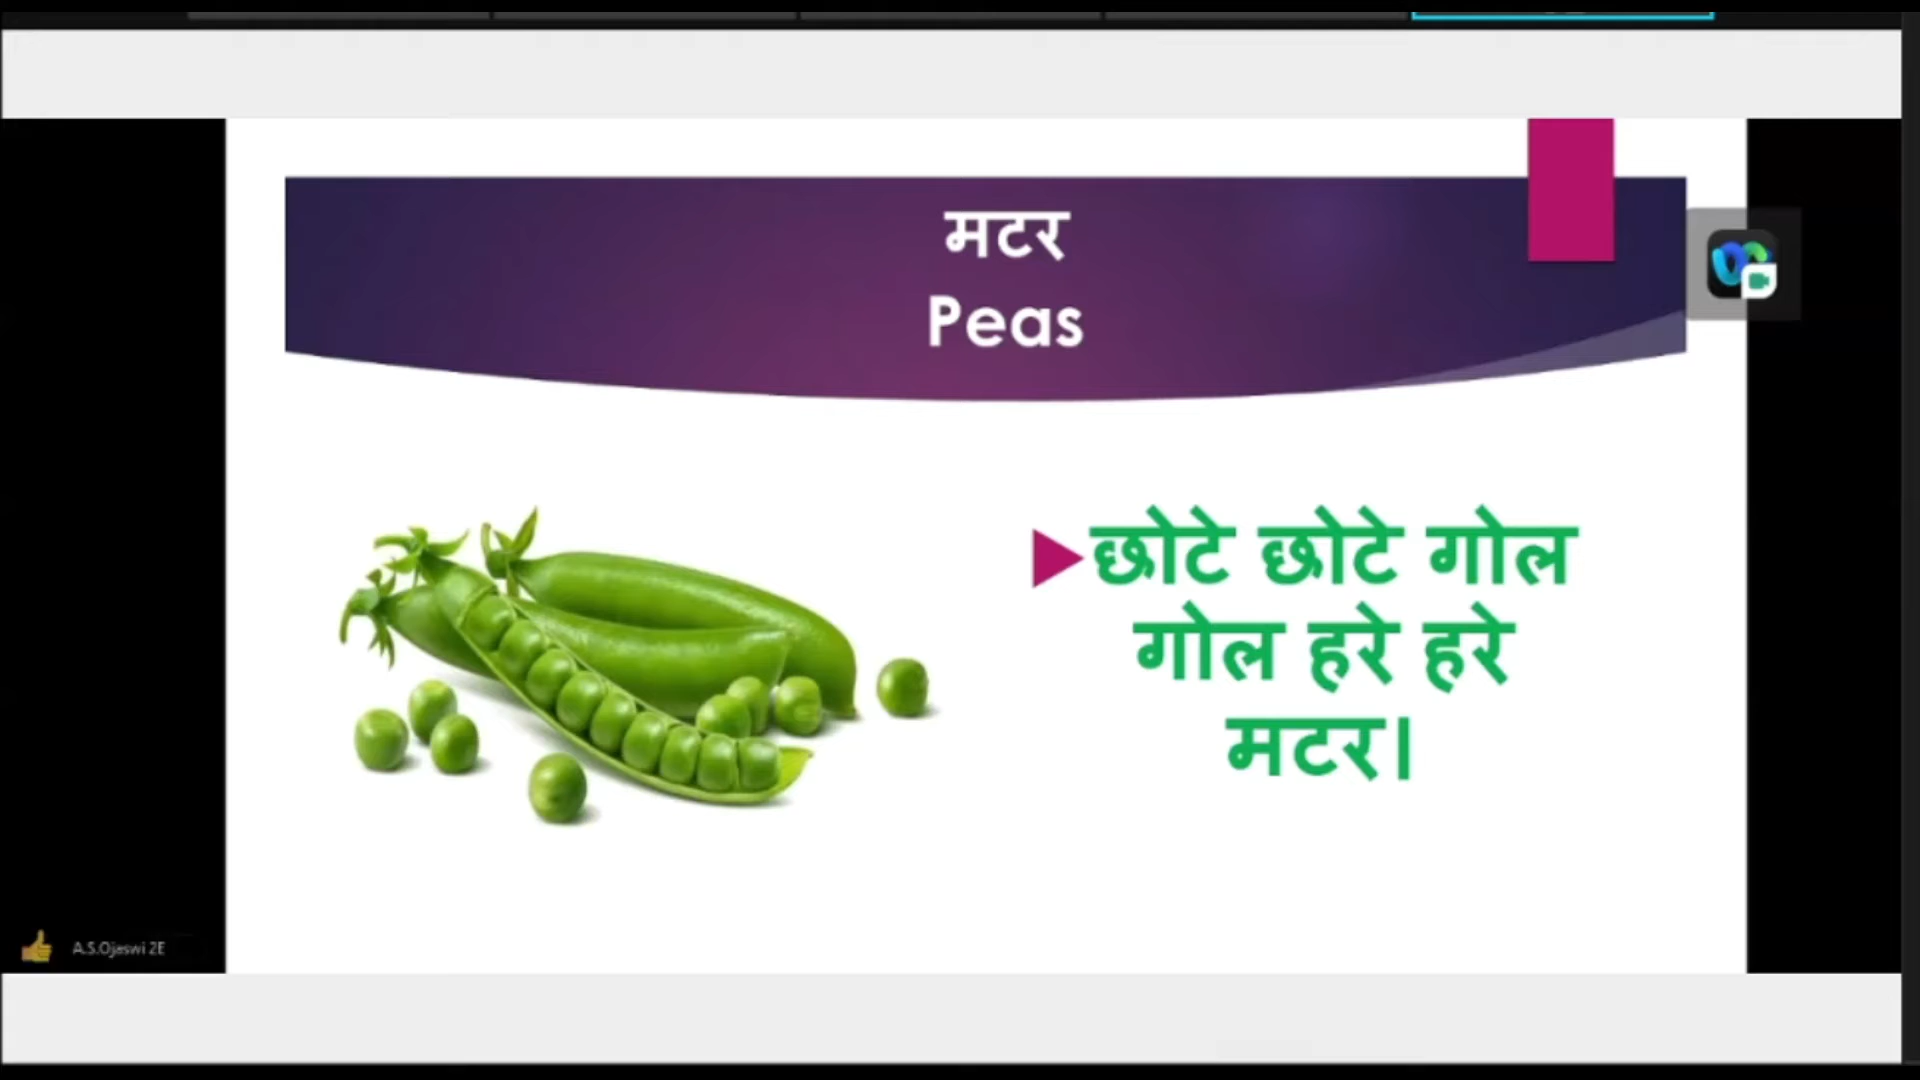 मटर
Peas
छोटे छोटे गोल
गोल हरे हरे
मटर।
A.S.Ojaswi 2E